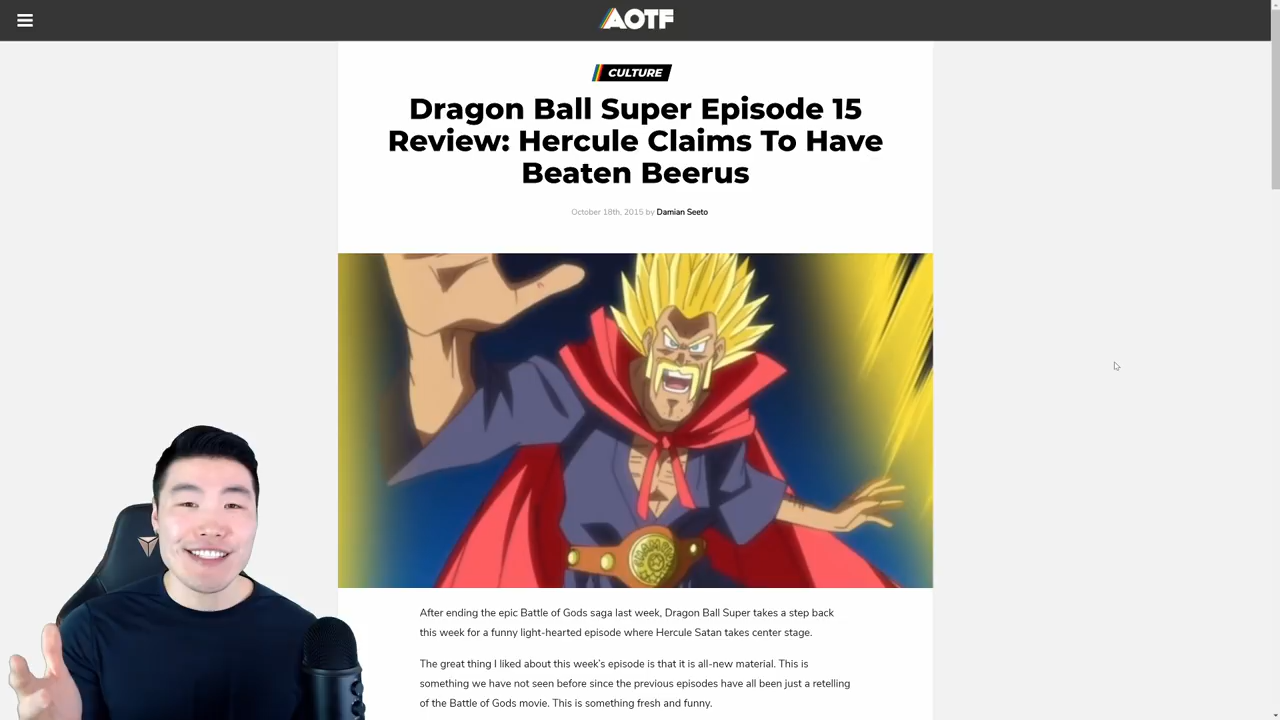 AOTF
CULTURE
Dragon Ball Super Episode 15
Review: Hercule Claims To Have
Beaten Beerus
October 18th, 2015 by Damian Seeto
After ending the epic Battle of Gods saga last week, Dragon Ball Super takes a step back
this week for a funny light-hearted episode where Hercule Satan takes center stage.
The great thing I liked about this week's episode is that it is all-new material. This is
something we have not seen before since the previous episodes have all been just a retelling
of the Battle of Gods movie. This is something fresh and funny.